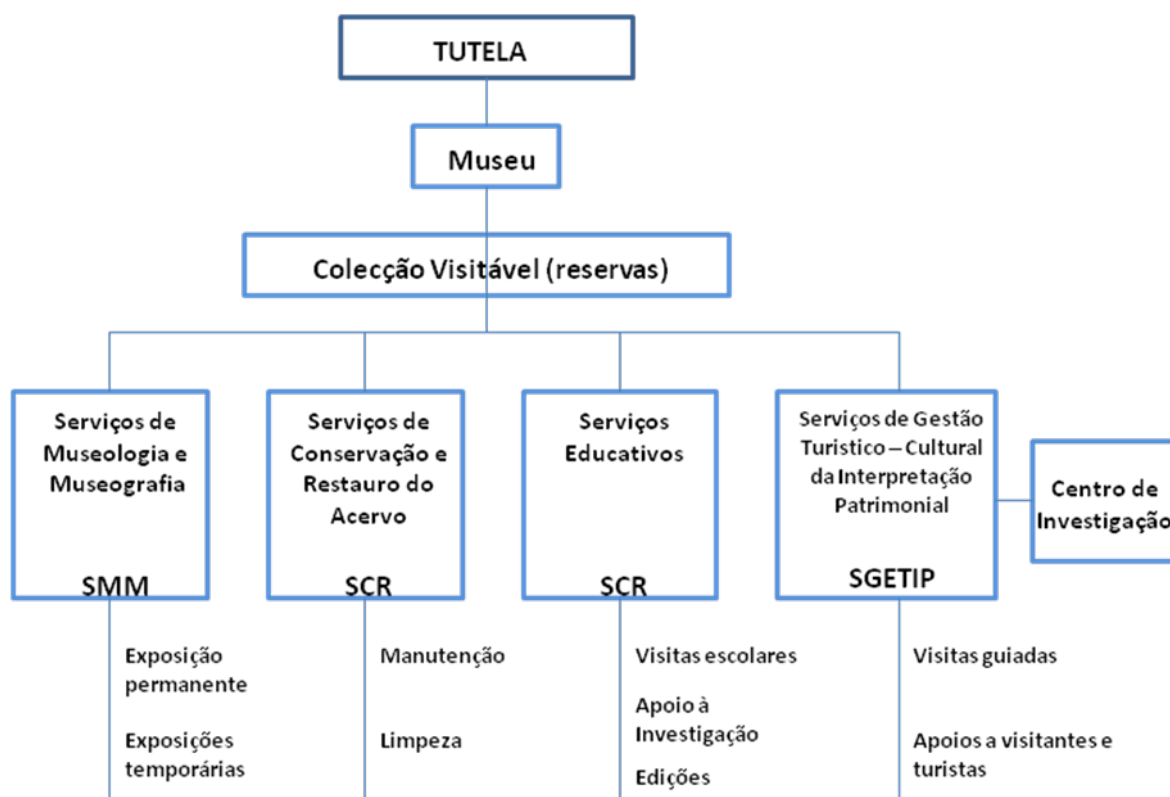 TUTELA
Museu
Colecção Visitável (reservas)
Serviços de
Museologia e
Museografia
SMM
Serviços de
Conservação e
Restauro do
Acervo
SCR
Serviços
Educativos
SCR
Serviços de Gestão
Turistico – Cultural
da Interpretação
Patrimonial
SGETIP
Centro de
Investigação
Exposição
permanente
Exposições
temporárias
Manutenção
Limpeza
Visitas escolares
Apoio à
Investigação
Edições
Visitas guiadas
Apoios a visitantes e
turistas